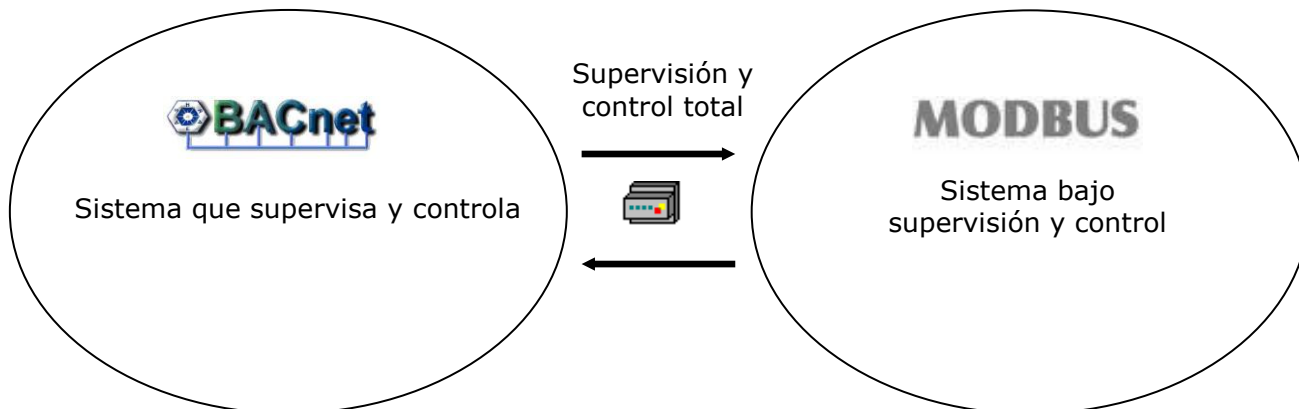 BACnet
Sistema que supervisa y controla
Supervisión y
control total
MODBUS
Sistema bajo
supervisión y control